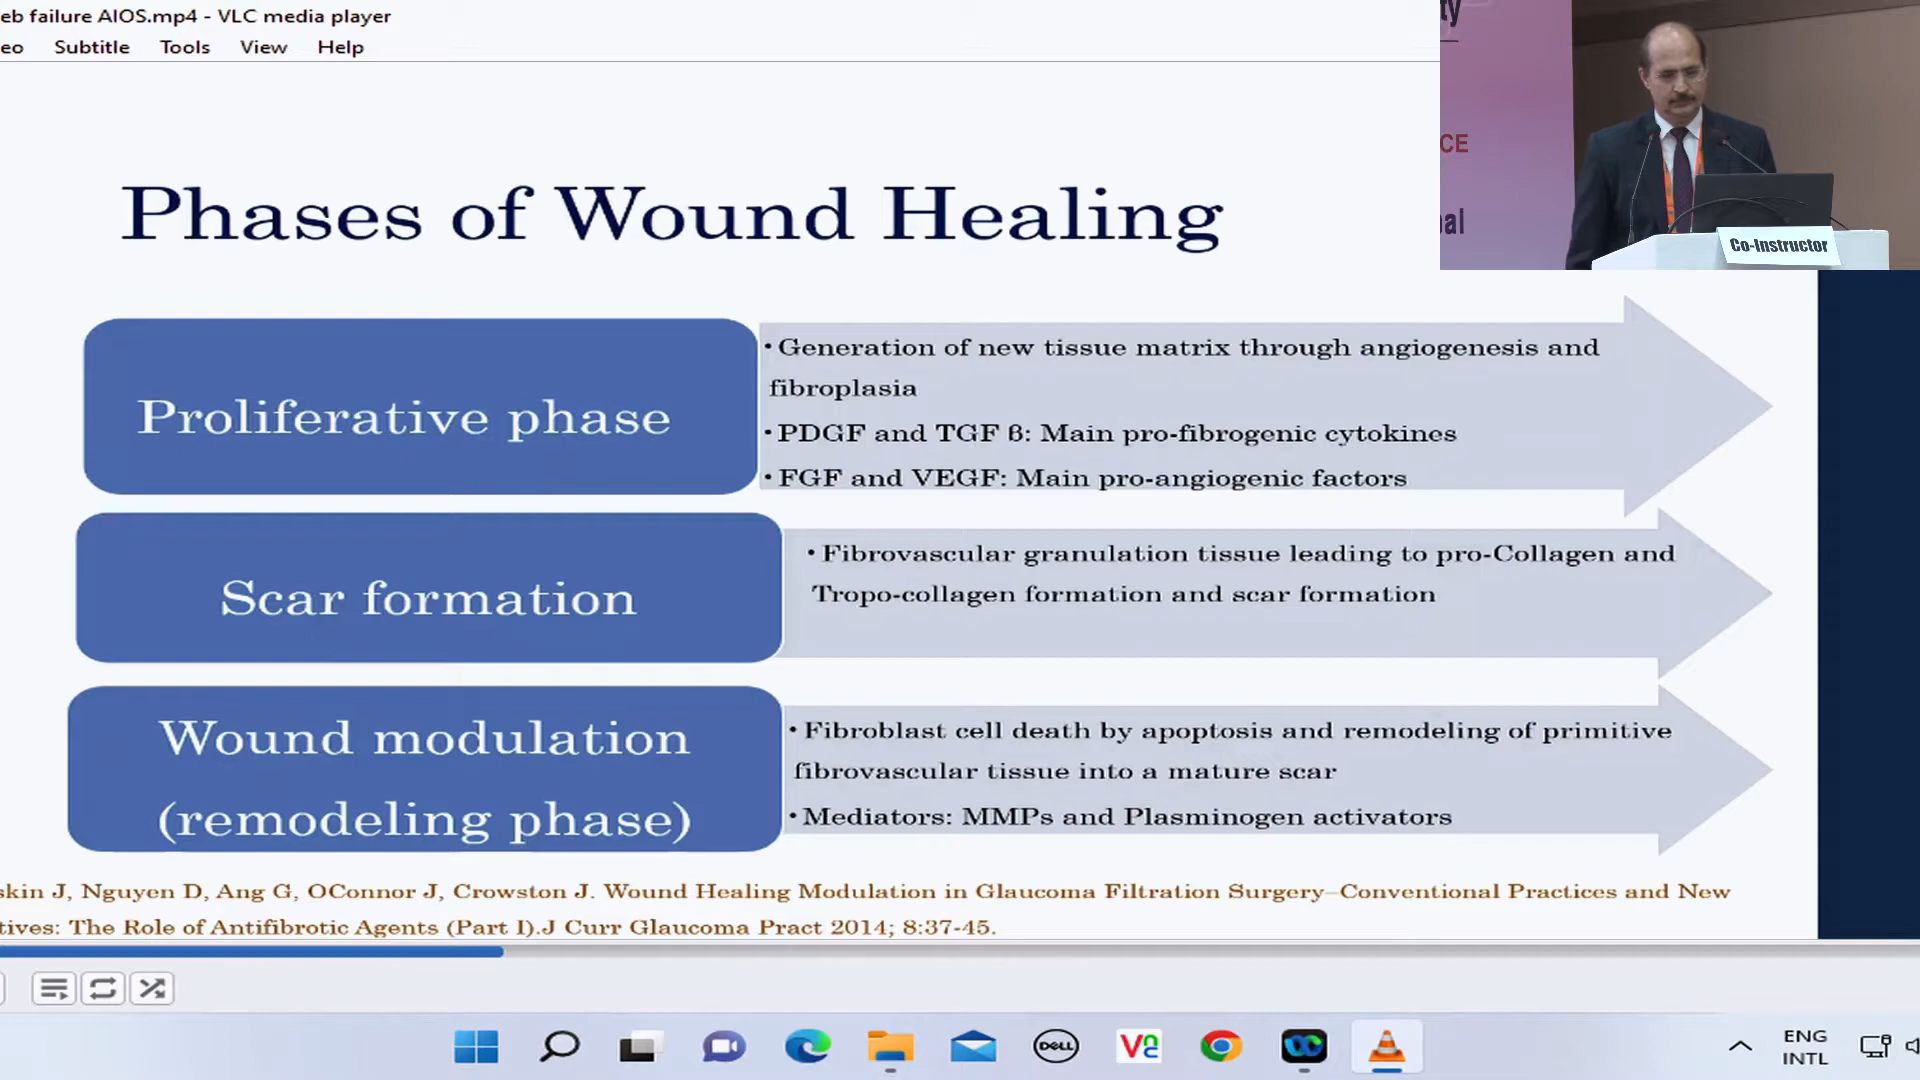 eb failure AIOS.mp4 - VLC media player
eo Subtitle Tools View Help
ty
CE
Co-Instructor
Phases of Wound Healing
Proliferative phase
•Generation of new tissue matrix through angiogenesis and
fibroplasia
•PDGF and TGF β: Main pro-fibrogenic cytokines
•FGF and VEGF: Main pro-angiogenic factors
Scar formation
•Fibrovascular granulation tissue leading to pro-Collagen and
Tropo-collagen formation and scar formation
Wound modulation
(remodeling phase)
•Fibroblast cell death by apoptosis and remodeling of primitive
fibrovascular tissue into a mature scar
•Mediators: MMPs and Plasminogen activators
skin J, Nguyen D, Ang G, OConnor J, Crowston J. Wound Healing Modulation in Glaucoma Filtration Surgery–Conventional Practices and New
tives: The Role of Antifibrotic Agents (Part I).J Curr Glaucoma Pract 2014; 8:37-45.
DELL
ENG
INTL